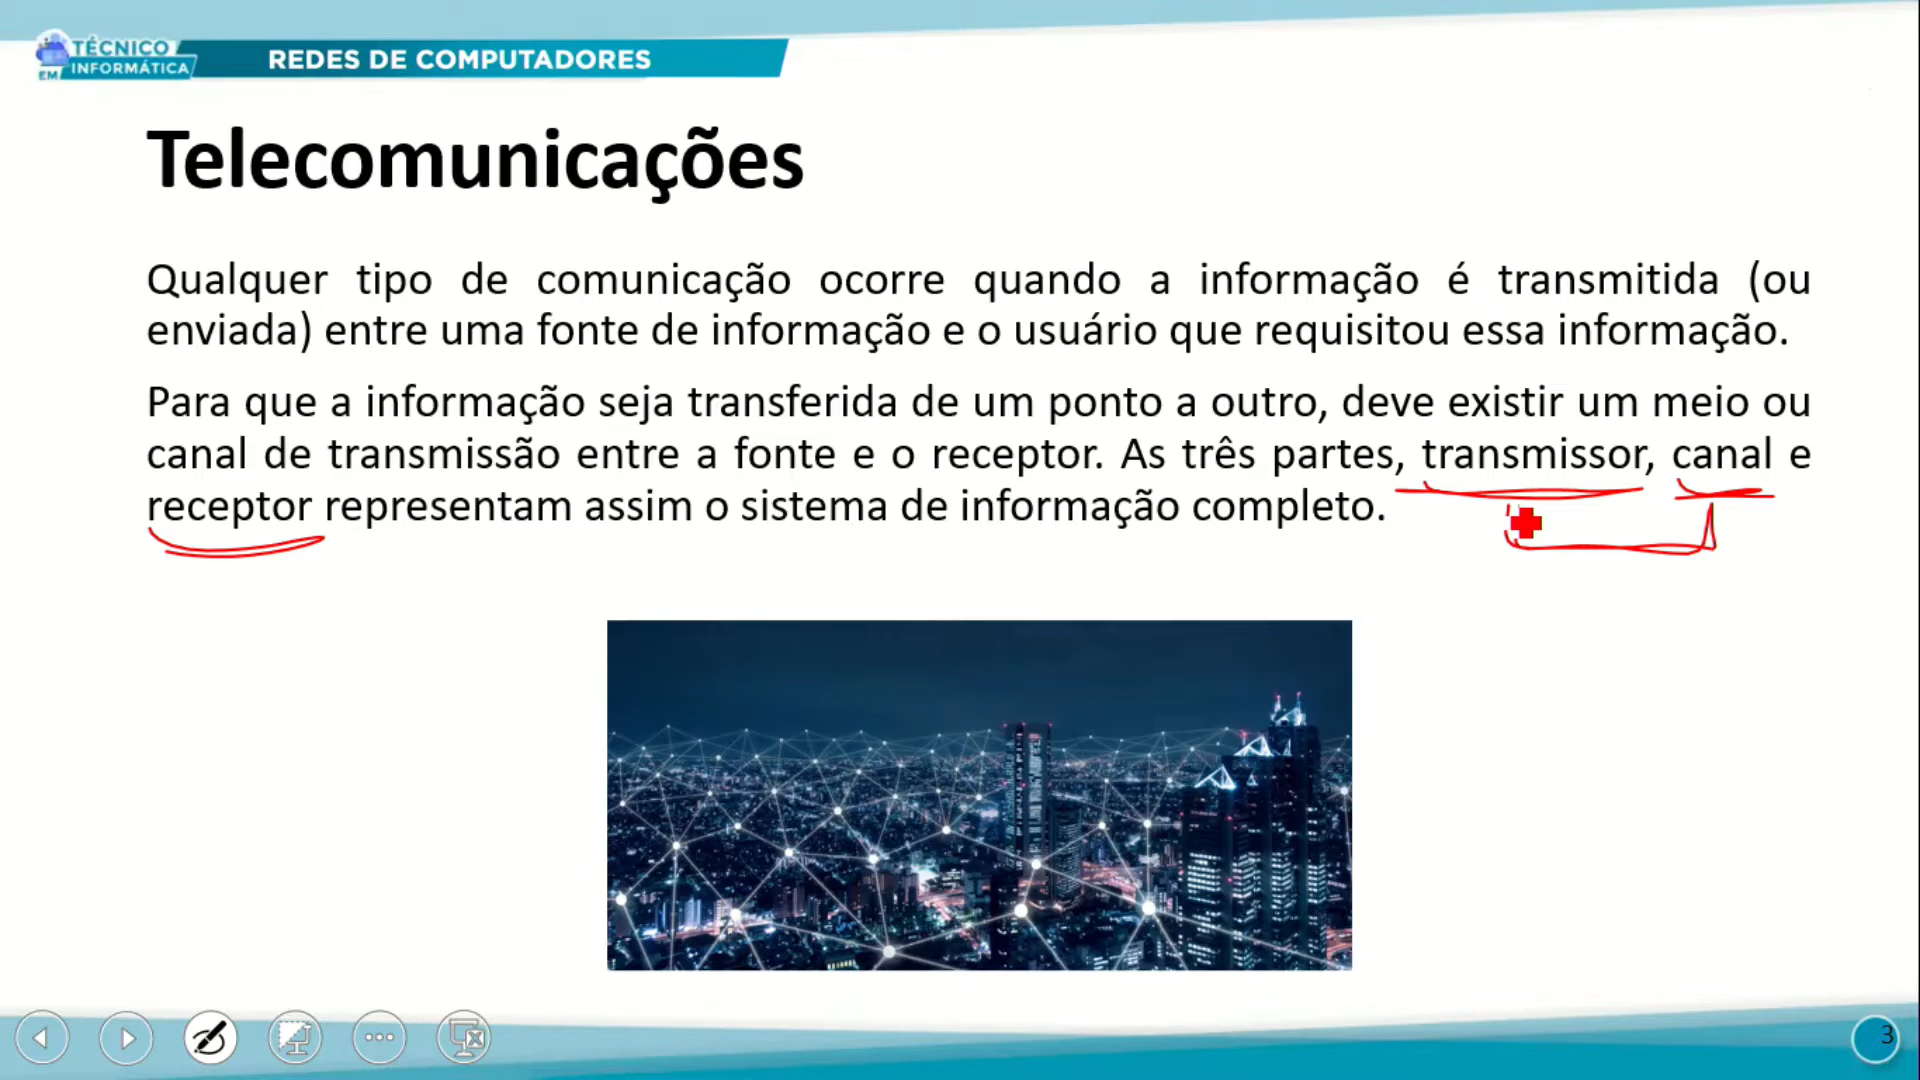 TÉCNICO
EM INFORMÁTICA
REDES DE COMPUTADORES
Telecomunicações
Qualquer tipo de comunicação ocorre quando a informação é transmitida (ou
enviada) entre uma fonte de informação e o usuário que requisitou essa informação.
Para que a informação seja transferida de um ponto a outro, deve existir um meio ou
canal de transmissão entre a fonte e o receptor. As três partes, transmissor, canal e
receptor representam assim o sistema de informação completo.
3